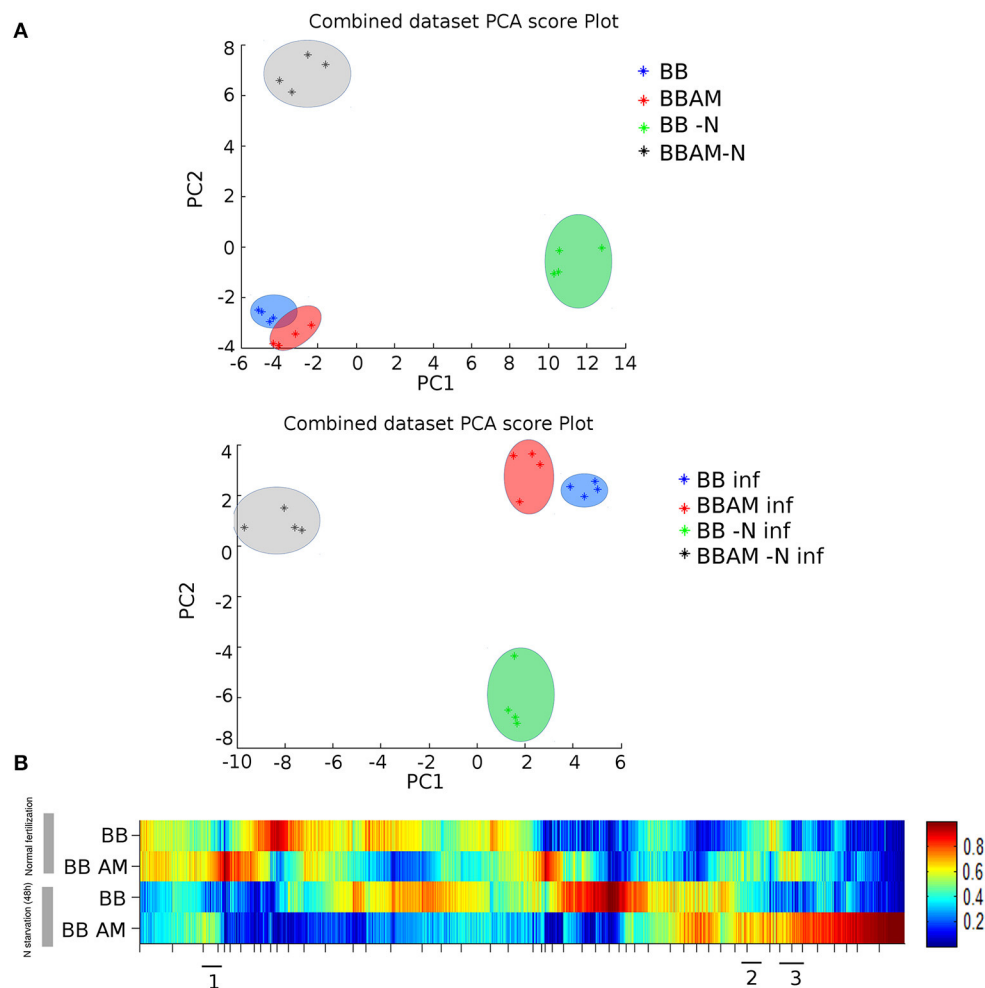 A
Combined dataset PCA score Plot
8
6
4
2
0
-2
-4
PC2
-6 -4 -2 0 2 4 6 8 10 12 14
PC1
BB
BBAM
BB -N
BBAM-N
Combined dataset PCA score Plot
4
2
0
-2
-4
-6
-8
PC2
-10 -8 -6 -4 -2 0 2 4 6
PC1
BB inf
BBAM inf
BB -N inf
BBAM -N inf
B
Normal fertilization
N starvation (48h)
BB
BB AM
BB
BB AM
0.8
0.6
0.4
0.2
1 2 3